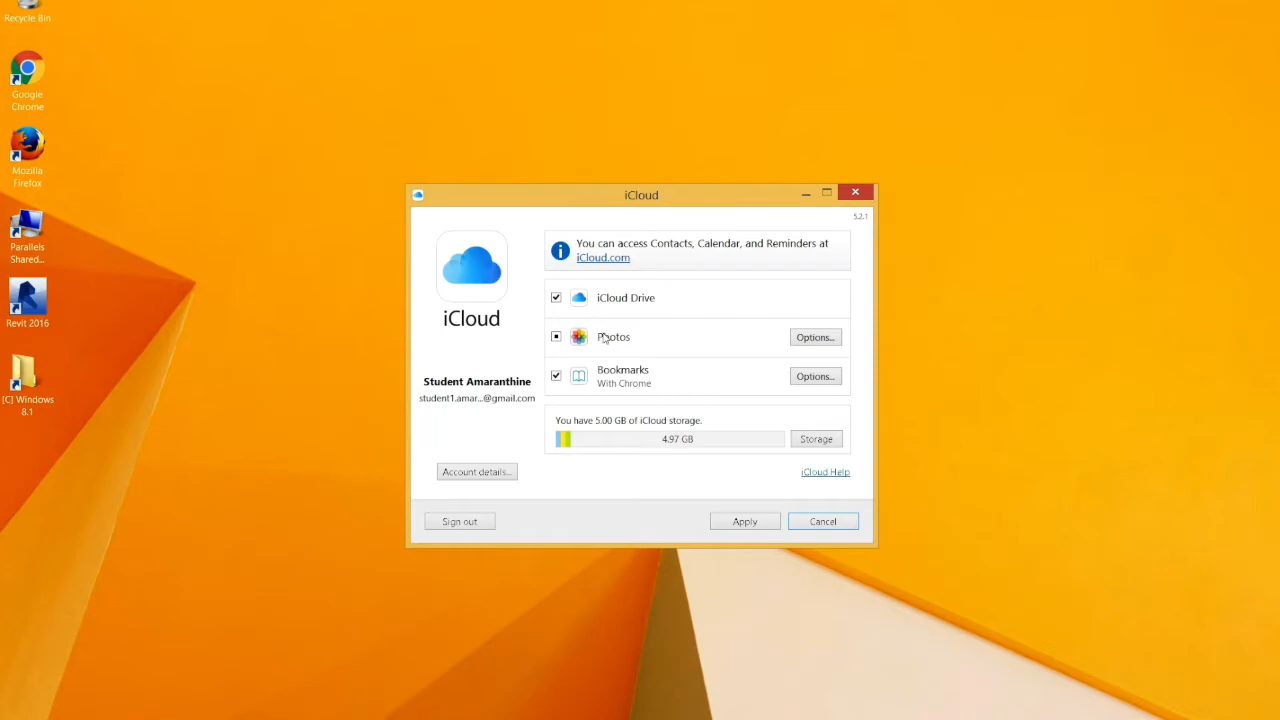 Recycle Bin
Google
Chrome
Mozilla
Firefox
Parallels
Shared...
Revit 2016
[C] Windows
8.1
iCloud
5.2.1
iCloud
Student Amaranthine
student1.amar...@gmail.com
Account details...
You can access Contacts, Calendar, and Reminders at
iCloud.com
iCloud Drive
Photos
Options...
Bookmarks
With Chrome
Options...
You have 5.00 GB of iCloud storage.
4.97 GB
Storage
iCloud Help
Sign out
Apply
Cancel